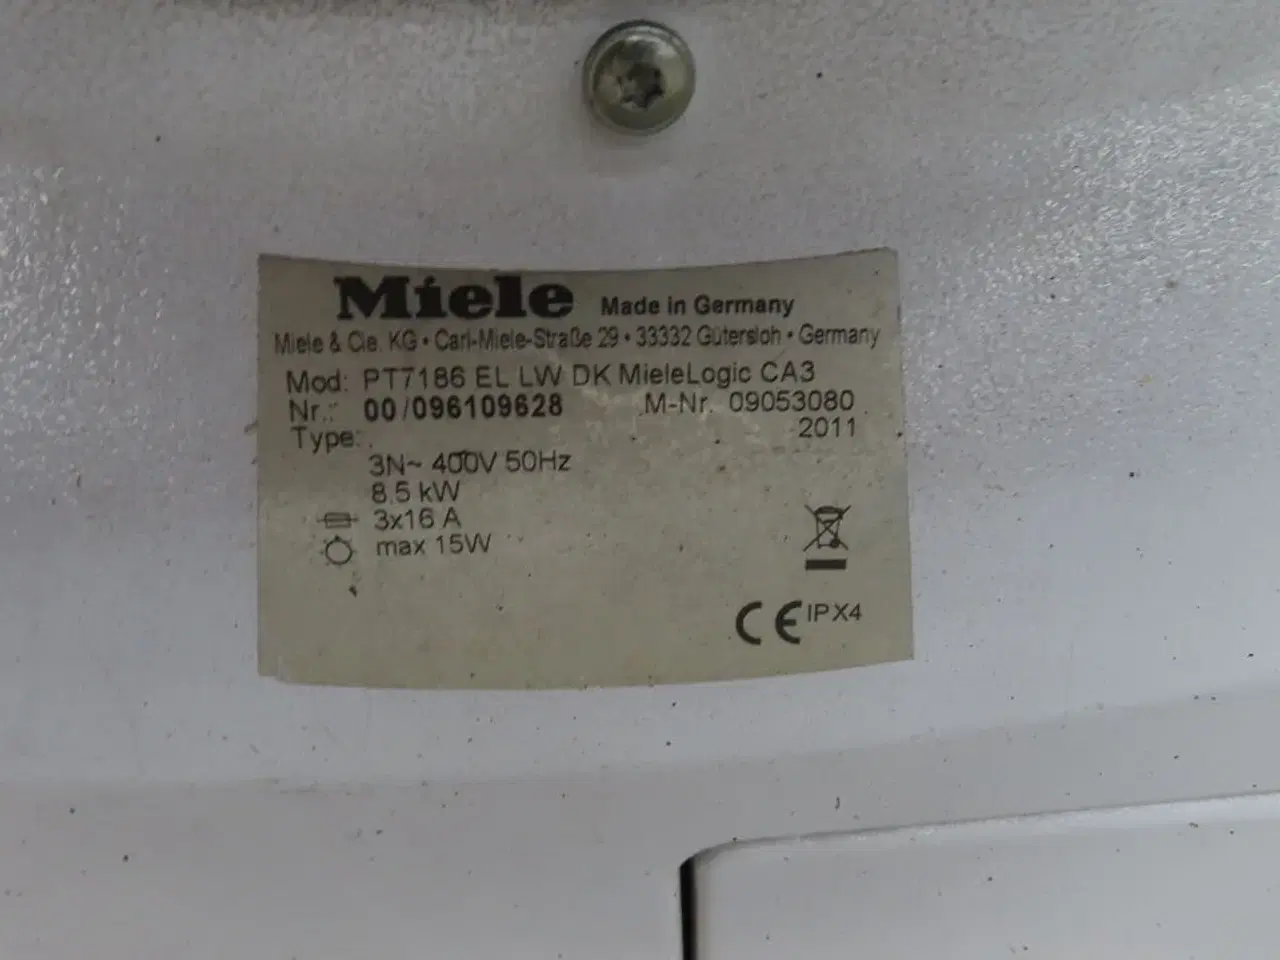 Miele Made in Germany
Miele & Cie. KG • Carl-Miele-Straße 29 • 33332 Gütersloh • Germany
Mod: PT7186 EL LW DK MieleLogic CA3
Nr.: 00/096109628 M-Nr. 09053080
Type: 2011
3N~ 400V 50Hz
8.5 kW
3x16 A
max 15W
CE IPX4